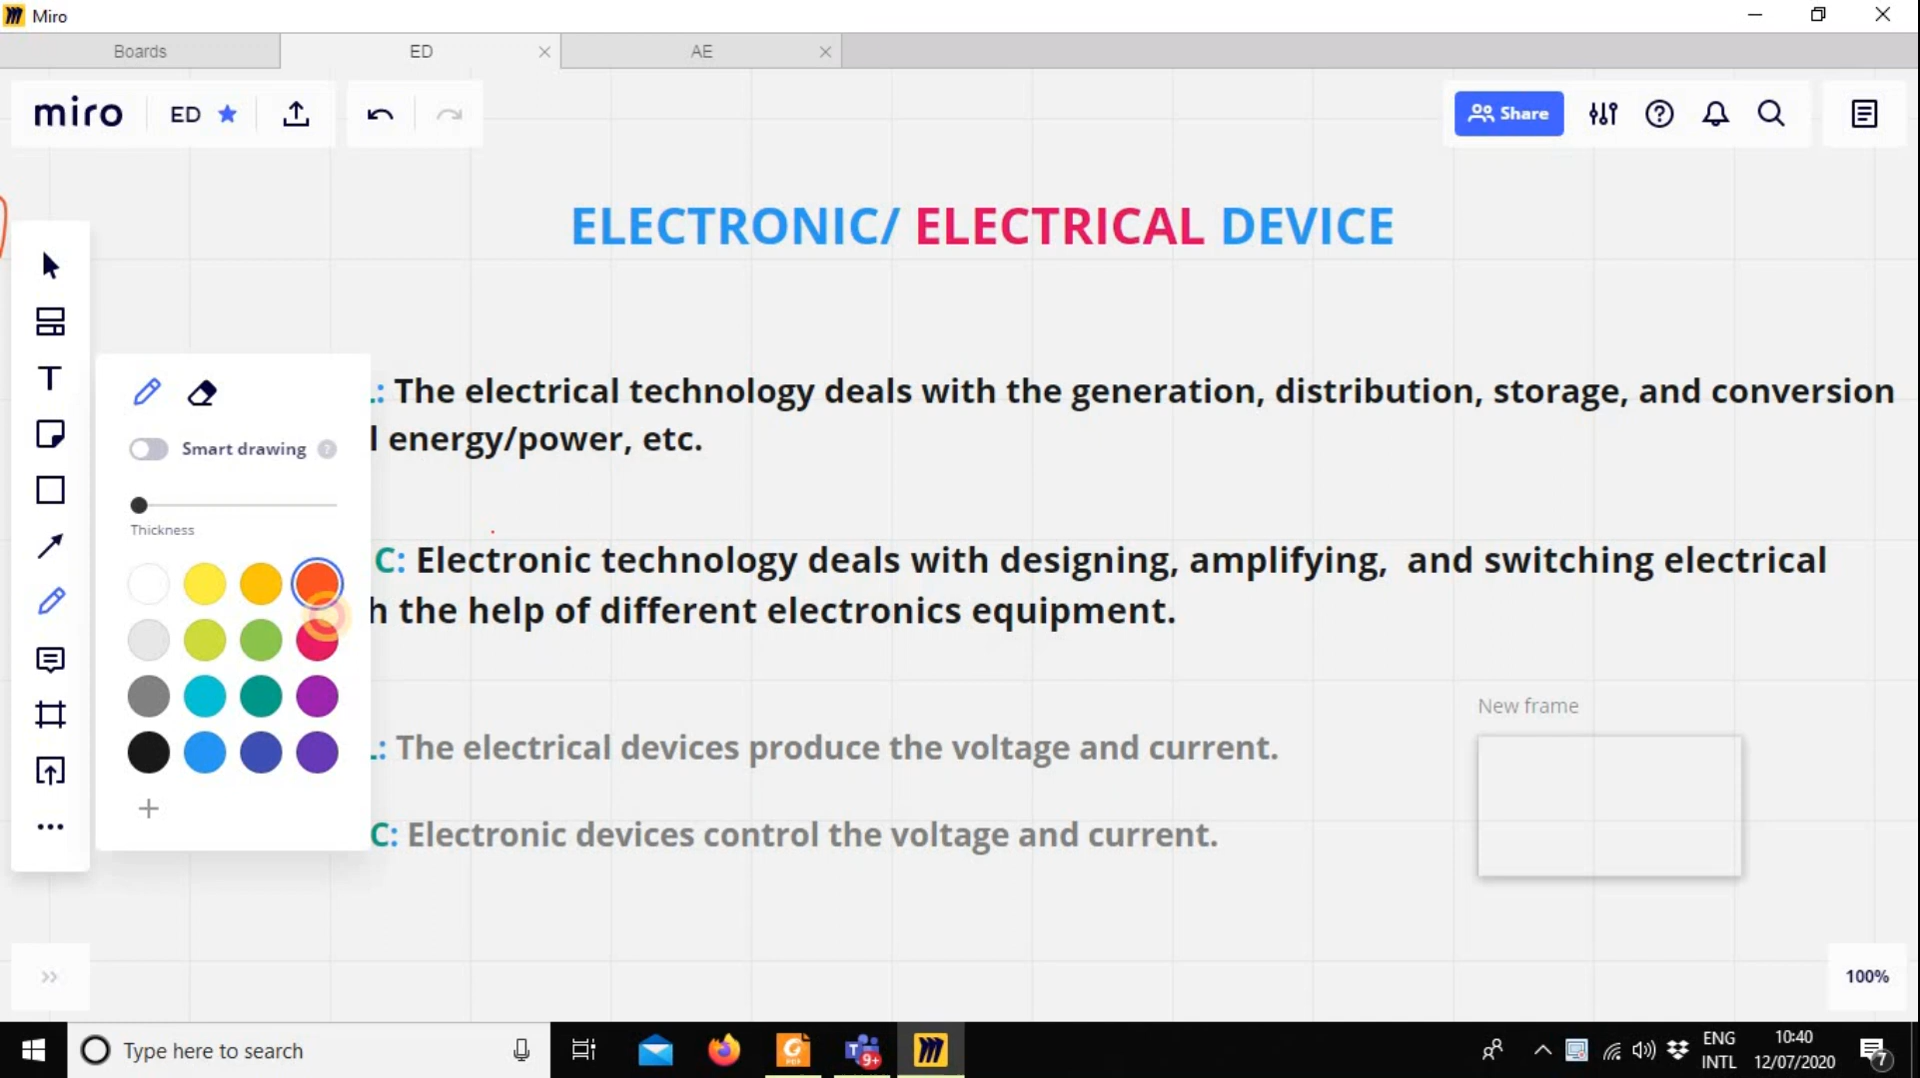 Miro
Boards
ED
AE
miro
ED
Share
ELECTRONIC/ ELECTRICAL DEVICE
: The electrical technology deals with the generation, distribution, storage, and conversion
l energy/power, etc.
Smart drawing
?
Thickness
C: Electronic technology deals with designing, amplifying, and switching electrical
h the help of different electronics equipment.
New frame
: The electrical devices produce the voltage and current.
C: Electronic devices control the voltage and current.
100%
Type here to search
9+
ENG
INTL
10:40
12/07/2020
7